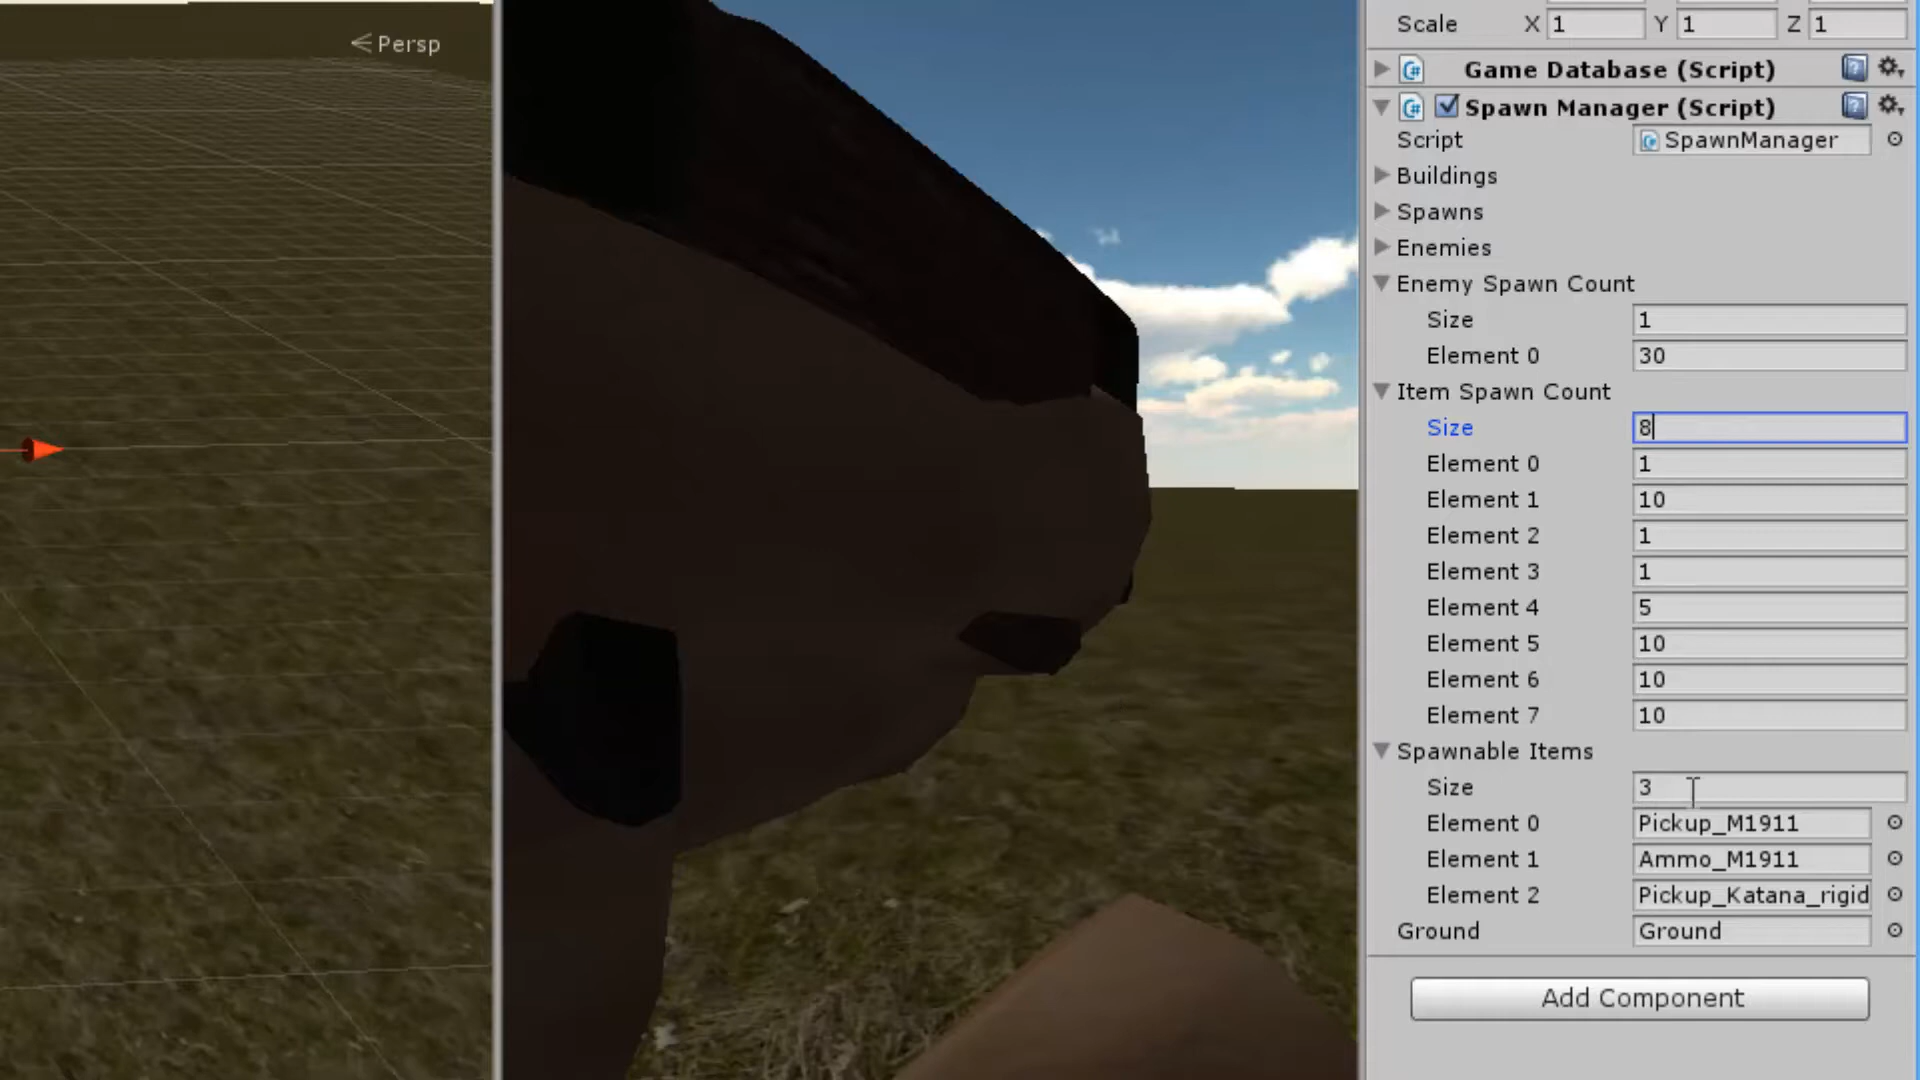 Persp
Scale X 1 Y 1 Z 1
Game Database (Script)
Spawn Manager (Script)
Script SpawnManager
Buildings
Spawns
Enemies
Enemy Spawn Count
Size 1
Element 0 30
Item Spawn Count
Size 8
Element 0 1
Element 1 10
Element 2 1
Element 3 1
Element 4 5
Element 5 10
Element 6 10
Element 7 10
Spawnable Items
Size 3
Element 0 Pickup_M1911
Element 1 Ammo_M1911
Element 2 Pickup_Katana_rigid
Ground Ground
Add Component